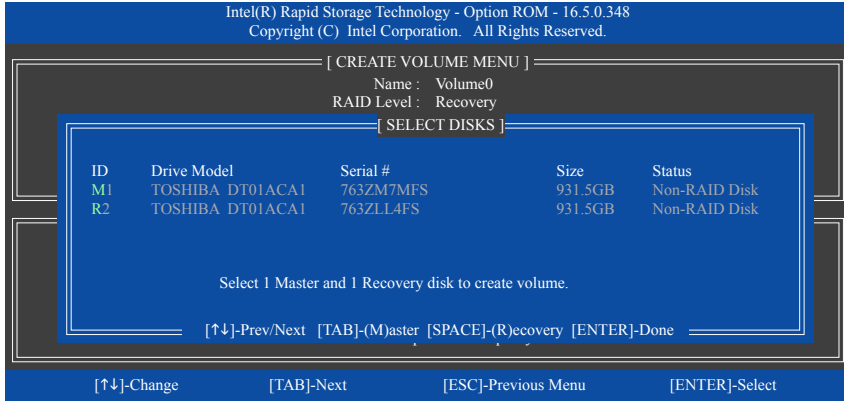 Intel(R) Rapid Storage Technology - Option ROM - 16.5.0.348
Copyright (C) Intel Corporation. All Rights Reserved.
[ CREATE VOLUME MENU ]
Name : Volume0
RAID Level : Recovery
[ SELECT DISKS ]
ID Drive Model Serial # Size Status
M1 TOSHIBA DT01ACA1 763ZM7MFS 931.5GB Non-RAID Disk
R2 TOSHIBA DT01ACA1 763ZLL4FS 931.5GB Non-RAID Disk
Select 1 Master and 1 Recovery disk to create volume.
[↑↓]-Prev/Next [TAB]-(M)aster [SPACE]-(R)ecovery [ENTER]-Done
[↑↓]-Change [TAB]-Next [ESC]-Previous Menu [ENTER]-Select